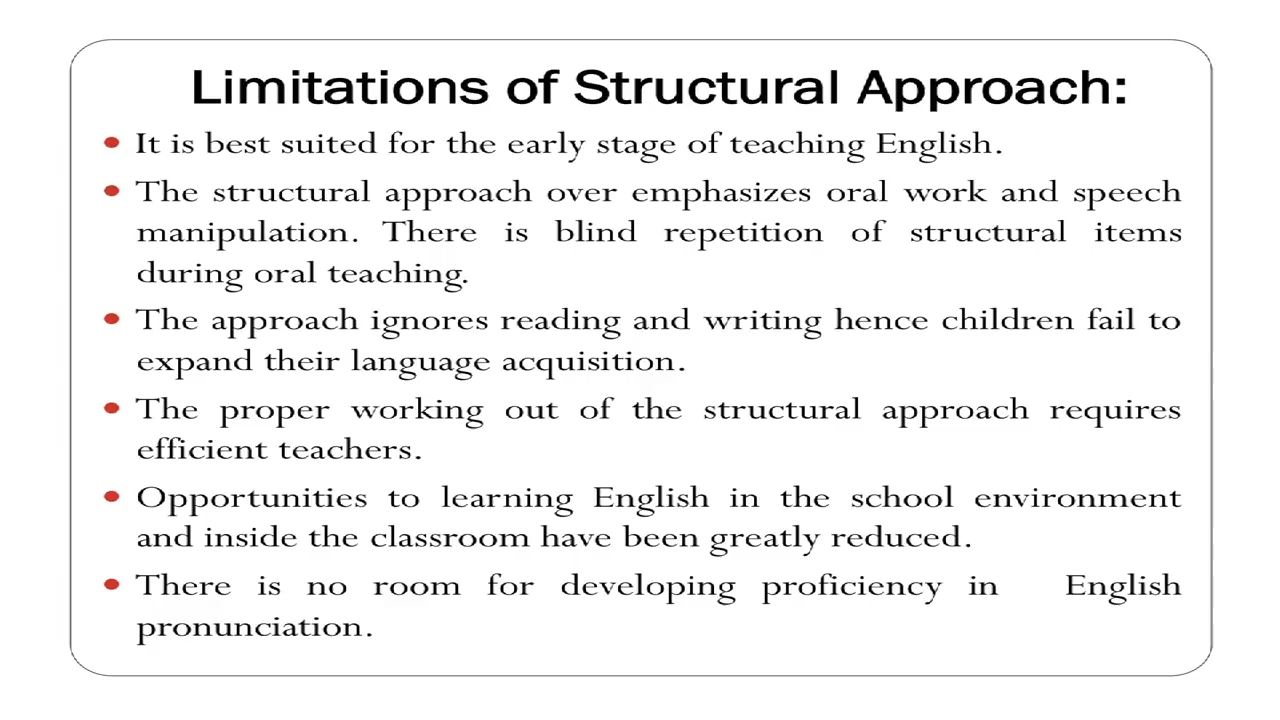 Limitations of Structural Approach:
• It is best suited for the early stage of teaching English.
• The structural approach over emphasizes oral work and speech
manipulation. There is blind repetition of structural items
during oral teaching.
• The approach ignores reading and writing hence children fail to
expand their language acquisition.
• The proper working out of the structural approach requires
efficient teachers.
• Opportunities to learning English in the school environment
and inside the classroom have been greatly reduced.
• There is no room for developing proficiency in English
pronunciation.